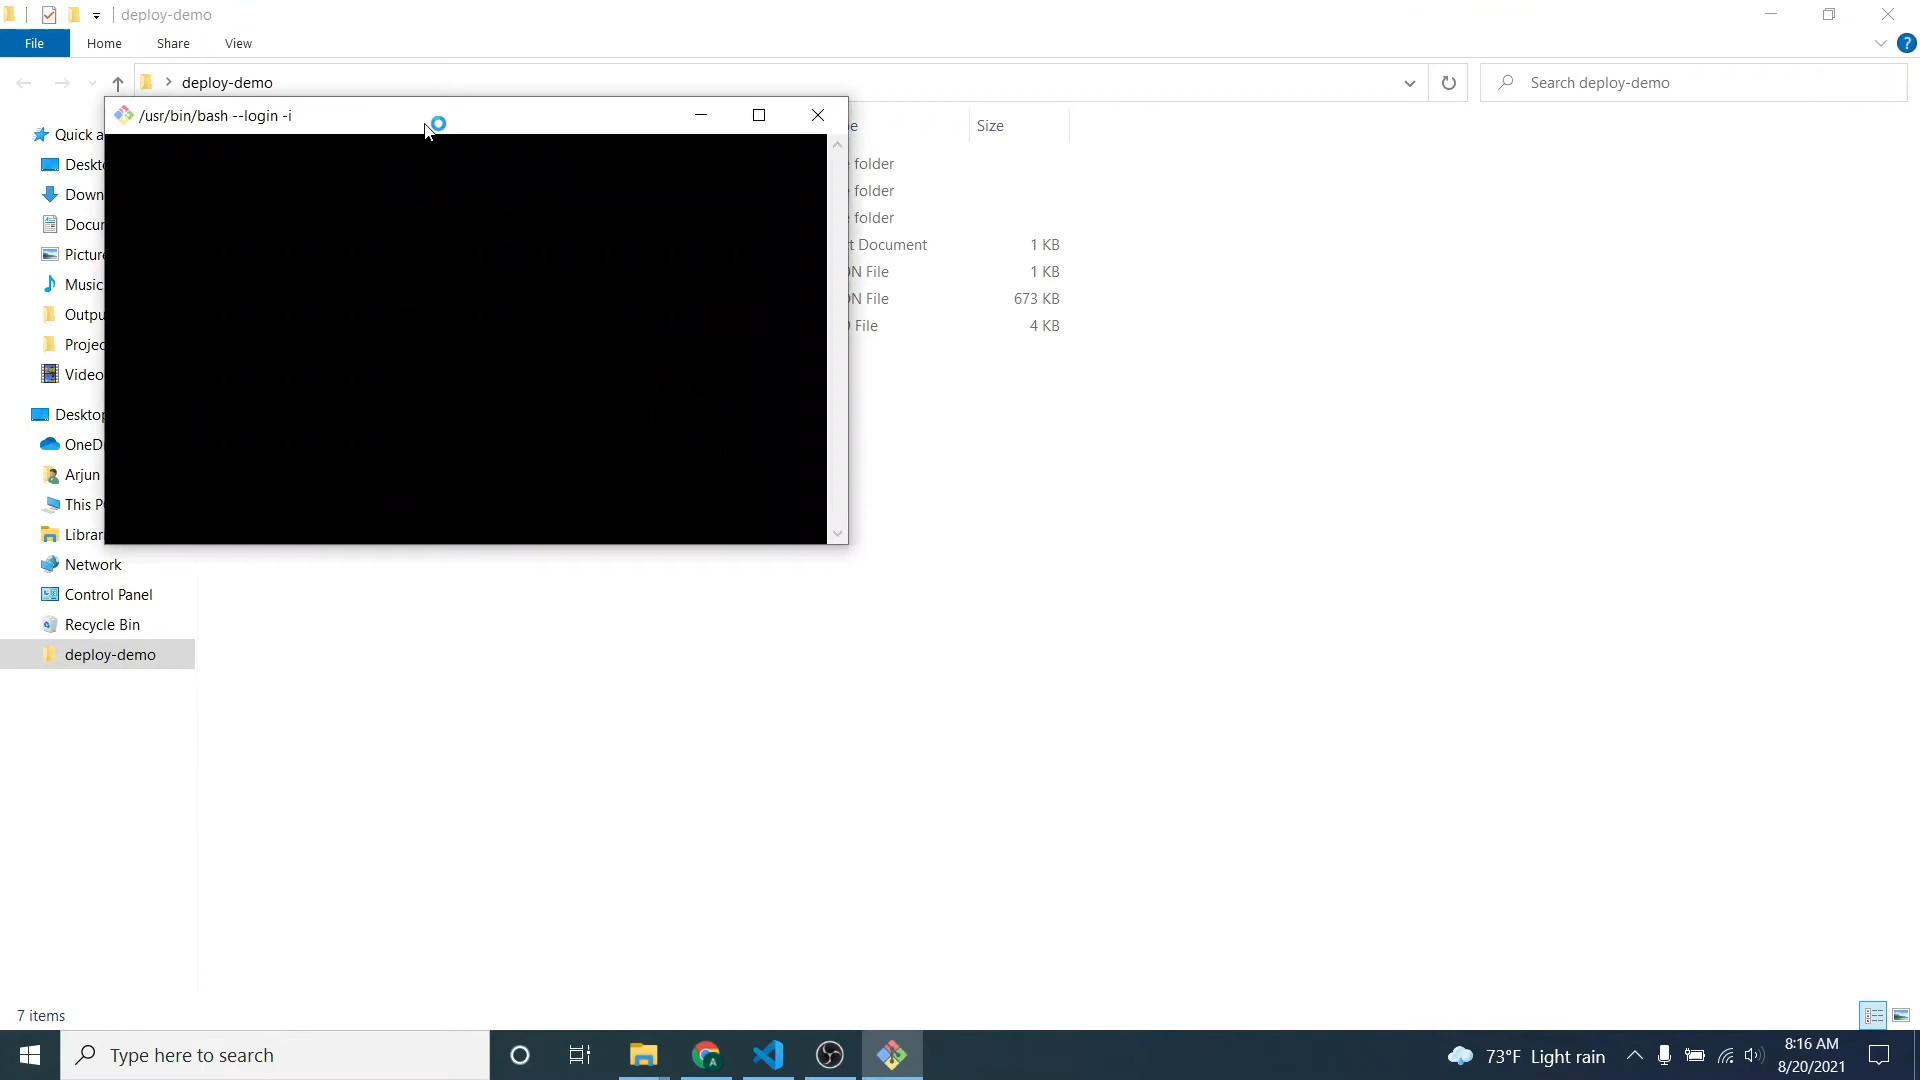 deploy-demo
File Home Share View
deploy-demo
Search deploy-demo
/usr/bin/bash --login -i
Size
Quick a
Deskt
folder
Down
folder
Docu
folder
Document 1 KB
Picture
File 1 KB
Music
File 673 KB
Outpu
File 4 KB
Projec
Video
Desktop
OneD
Arjun
This P
Librar
Network
Control Panel
Recycle Bin
deploy-demo
7 items
Type here to search
73°F Light rain
8:16 AM
8/20/2021